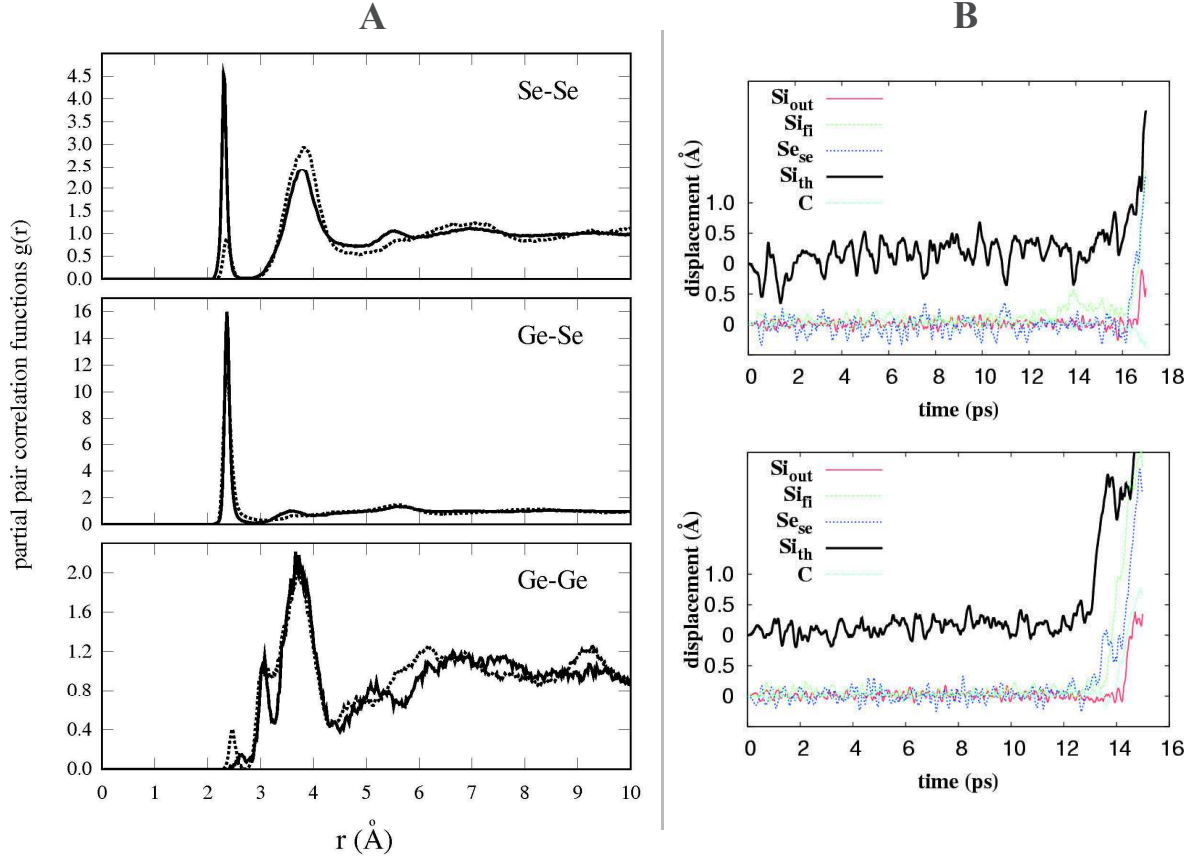 A
B
partial pair correlation functions g(r)
Se-Se
4.5
4.0
3.5
3.0
2.5
2.0
1.5
1.0
0.5
0.0
Ge-Se
16
14
12
10
8
6
4
2
0
Ge-Ge
2.0
1.6
1.2
0.8
0.4
0.0
0 1 2 3 4 5 6 7 8 9 10
r (Å)
displacement (Å)
Si_out
Si_fi
Se_se
Si_th
C
1.0
0.5
0
0.5
0
0 2 4 6 8 10 12 14 16 18
time (ps)
displacement (Å)
Si_out
Si_fi
Se_se
Si_th
C
1.0
0.5
0
0.5
0
0 2 4 6 8 10 12 14 16 18
time (ps)